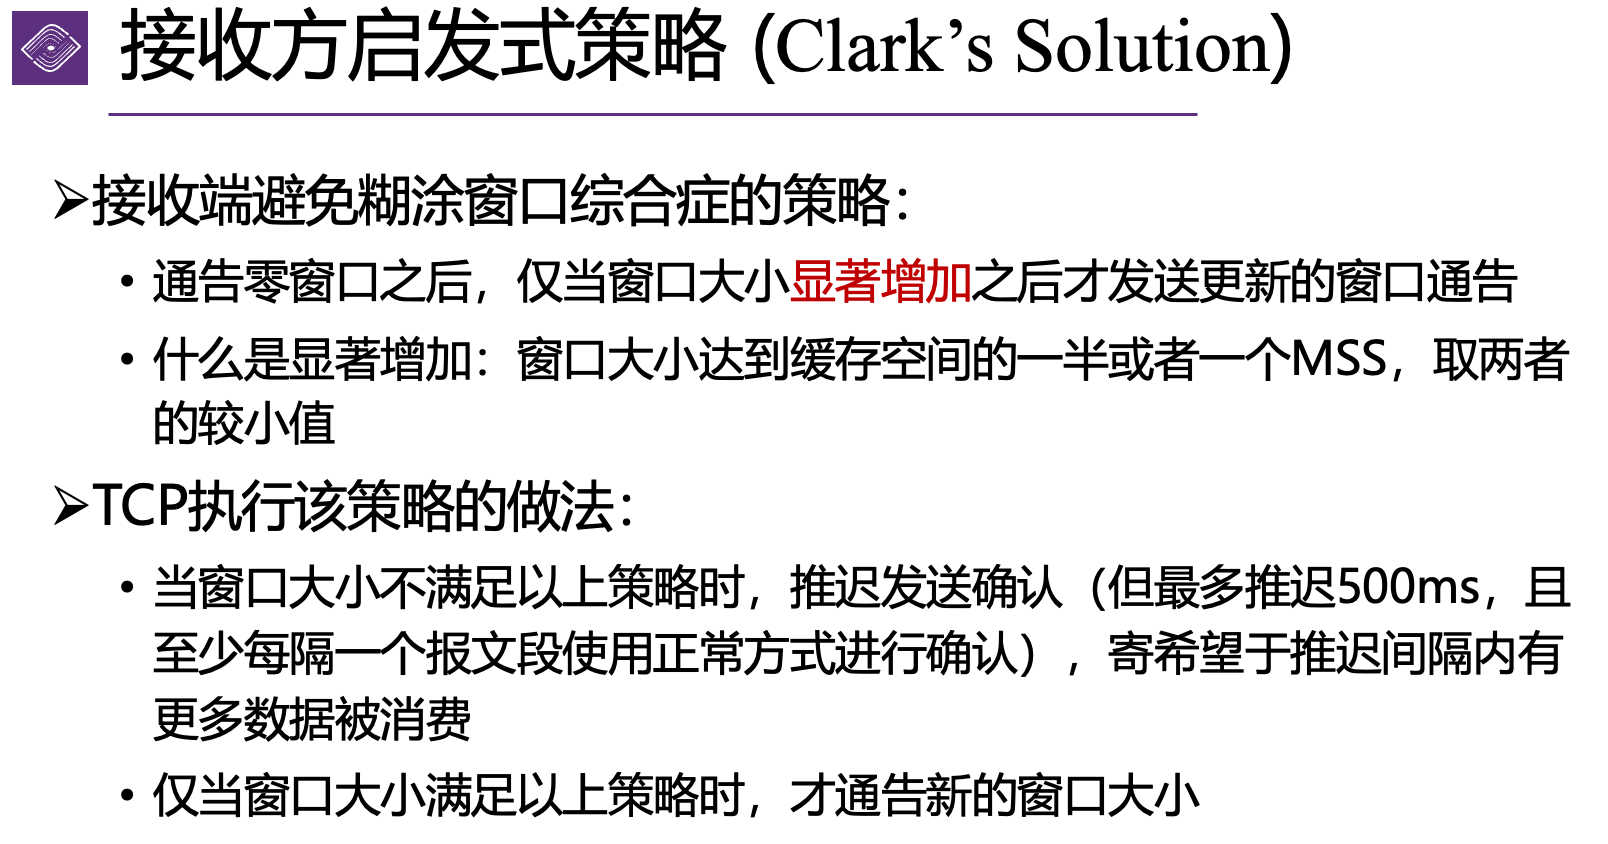 接收方启发式策略 (Clark’s Solution)
➢接收端避免糊涂窗口综合症的策略：
• 通告零窗口之后，仅当窗口大小显著增加之后才发送更新的窗口通告
• 什么是显著增加：窗口大小达到缓存空间的一半或者一个MSS，取两者
的较小值
➢TCP执行该策略的做法：
• 当窗口大小不满足以上策略时，推迟发送确认（但最多推迟500ms，且
至少每隔一个报文段使用正常方式进行确认），寄希望于推迟间隔内有
更多数据被消费
• 仅当窗口大小满足以上策略时，才通告新的窗口大小